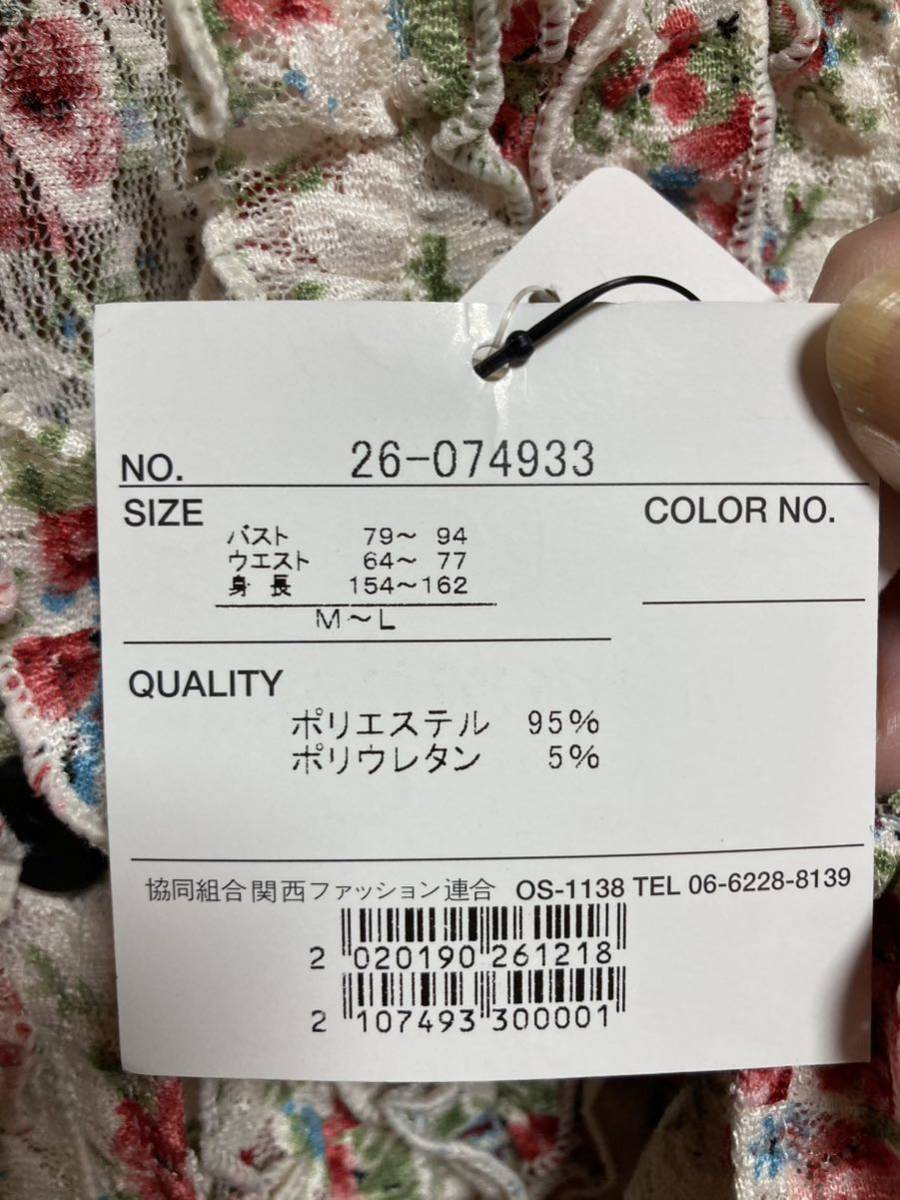 NO. 26-074933
SIZE
COLOR NO.
バスト 79～ 94
ウエスト 64～ 77
身 長 154～162
M～L
QUALITY
ポリエステル 95%
ポリウレタン 5%
協同組合関西ファッション連合 OS-1138 TEL 06-6228-8139
2 020190 261218
2 107493 300001